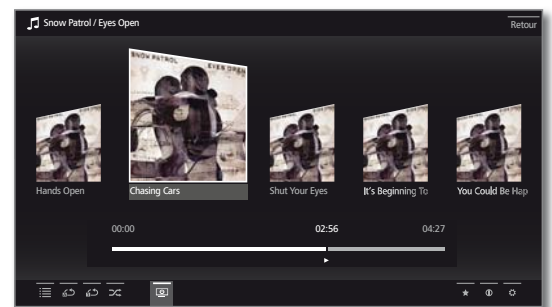 Snow Patrol / Eyes Open
Retour
SNOW PATROL EYES OPEN
Hands Open
Chasing Cars
Shut Your Eyes
It's Beginning To
You Could Be Hap
00:00 02:56 04:27